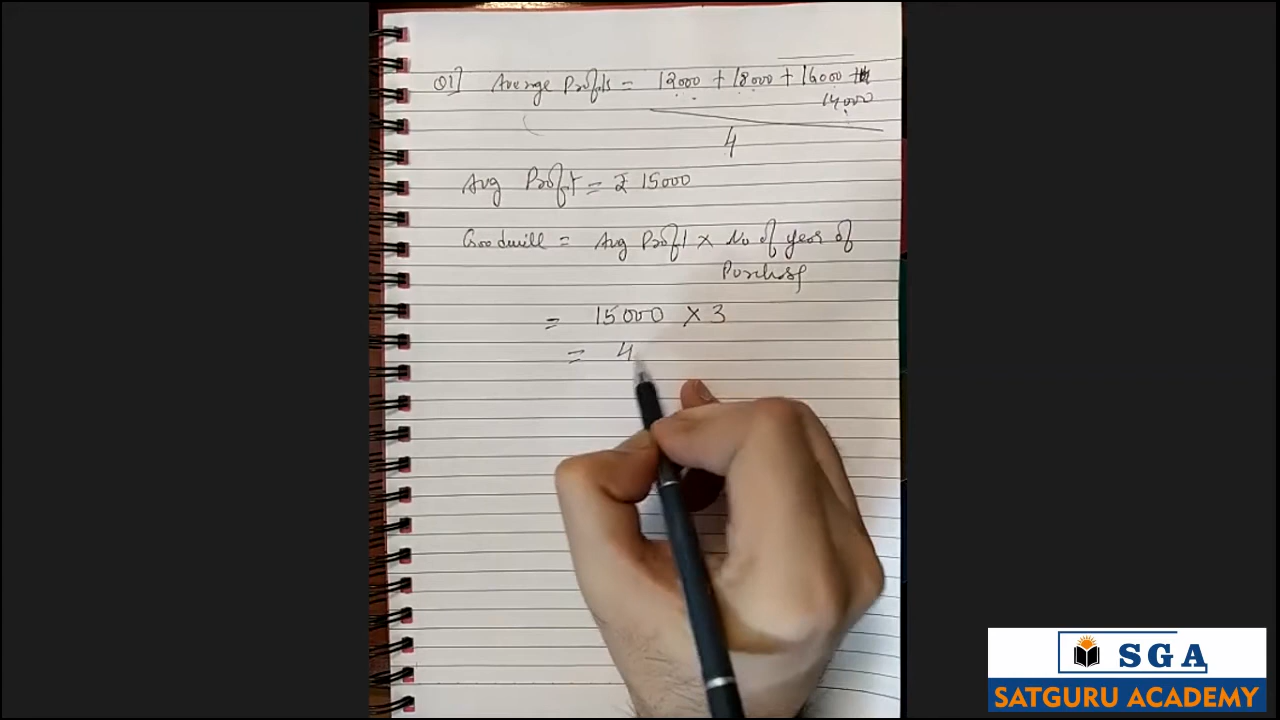 Q1] Average Profits = 12000 + 18000 + 16000 +
14000
4
Avg Profit = ₹ 15000
Goodwill = Avg Profit × No of year of
Purchase
= 15000 × 3
= 4
SGA
SATGURU ACADEMY